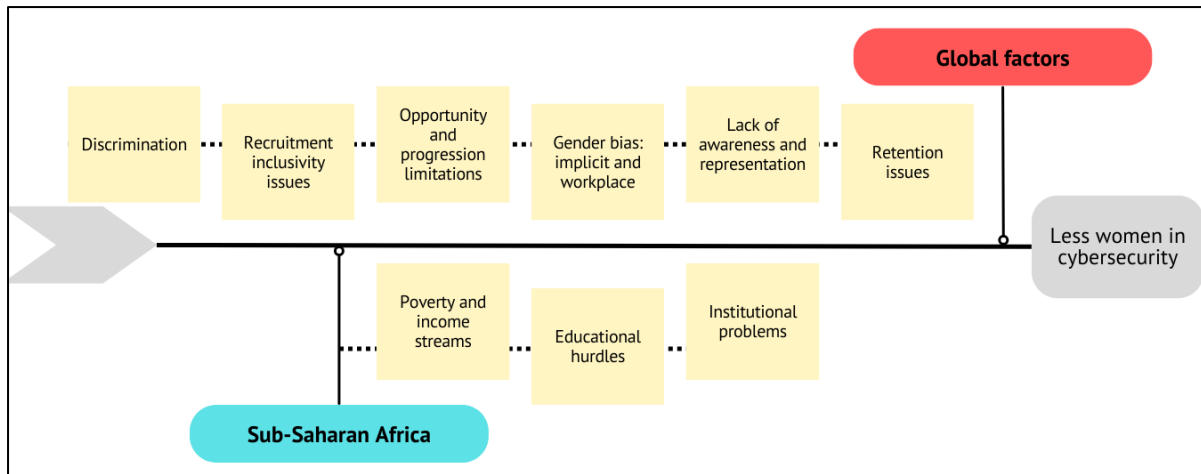 Global factors
Discrimination
Recruitment
inclusivity
issues
Opportunity
and
progression
limitations
Gender bias:
implicit and
workplace
Lack of
awareness and
representation
Retention
issues
Less women in
cybersecurity
Poverty and
income
streams
Educational
hurdles
Institutional
problems
Sub-Saharan Africa